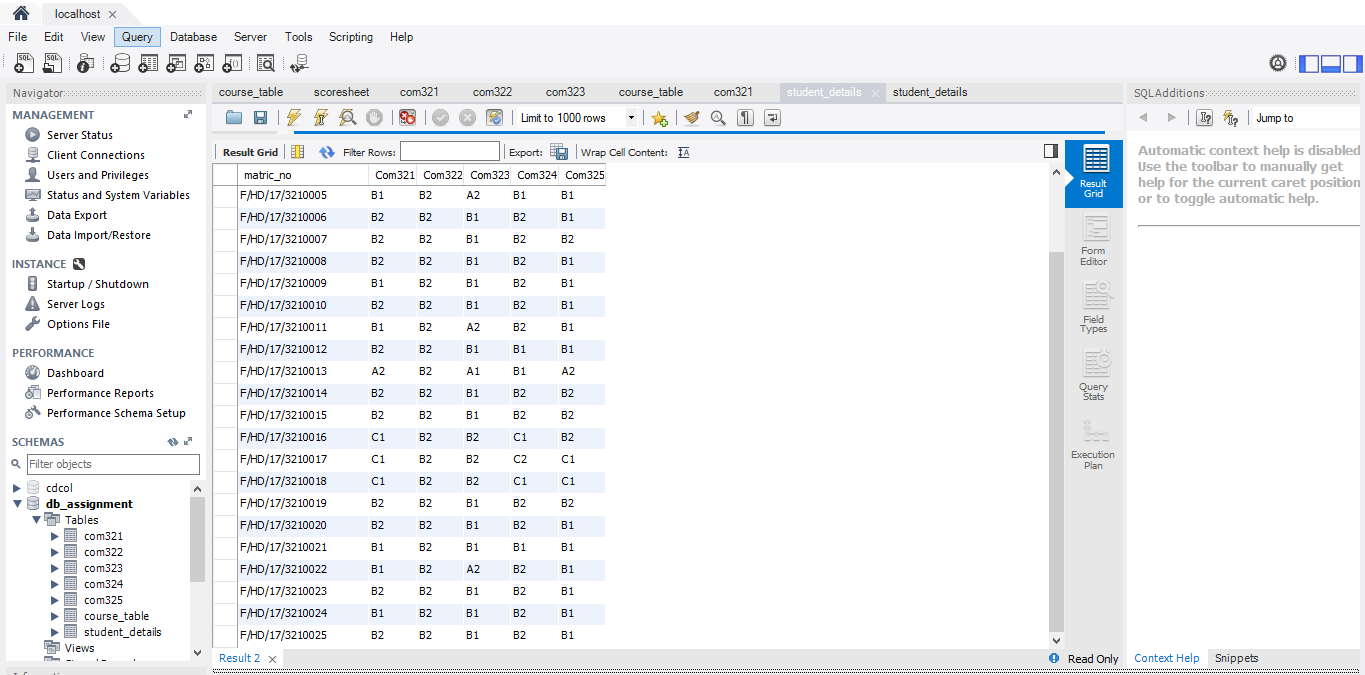 localhost
File Edit View Query Database Server Tools Scripting Help
Navigator
MANAGEMENT
Server Status
Client Connections
Users and Privileges
Status and System Variables
Data Export
Data Import/Restore
INSTANCE
Startup / Shutdown
Server Logs
Options File
PERFORMANCE
Dashboard
Performance Reports
Performance Schema Setup
SCHEMAS
Filter objects
cdcol
db_assignment
Tables
com321
com322
com323
com324
com325
course_table
student_details
Views
course_table scoresheet com321 com322 com323 course_table com321 student_details student_details
Limit to 1000 rows
Result Grid Filter Rows: Export: Wrap Cell Content:
matric_no Com321 Com322 Com323 Com324 Com325
F/HD/17/3210005 B1 B2 A2 B1 B1
F/HD/17/3210006 B2 B2 B1 B2 B1
F/HD/17/3210007 B2 B2 B1 B2 B2
F/HD/17/3210008 B2 B2 B1 B2 B1
F/HD/17/3210009 B1 B2 B1 B2 B1
F/HD/17/3210010 B2 B2 B1 B2 B1
F/HD/17/3210011 B1 B2 A2 B2 B1
F/HD/17/3210012 B2 B2 B1 B1 B1
F/HD/17/3210013 A2 B2 A1 B1 A2
F/HD/17/3210014 B2 B2 B1 B2 B2
F/HD/17/3210015 B2 B2 B1 B2 B2
F/HD/17/3210016 C1 B2 B2 C1 B2
F/HD/17/3210017 C1 B2 B2 C2 C1
F/HD/17/3210018 C1 B2 B2 C1 C1
F/HD/17/3210019 B2 B2 B1 B2 B2
F/HD/17/3210020 B2 B2 B1 B2 B1
F/HD/17/3210021 B1 B2 B1 B1 B1
F/HD/17/3210022 B1 B2 A2 B2 B1
F/HD/17/3210023 B2 B2 B1 B2 B1
F/HD/17/3210024 B1 B2 B1 B2 B1
F/HD/17/3210025 B2 B2 B1 B2 B1
Result 2
Read Only
Result
Grid
Form
Editor
Field
Types
Query
Stats
Execution
Plan
SQLAdditions
Jump to
Automatic context help is disabled
Use the toolbar to manually get
help for the current caret position
or to toggle automatic help.
Context Help Snippets